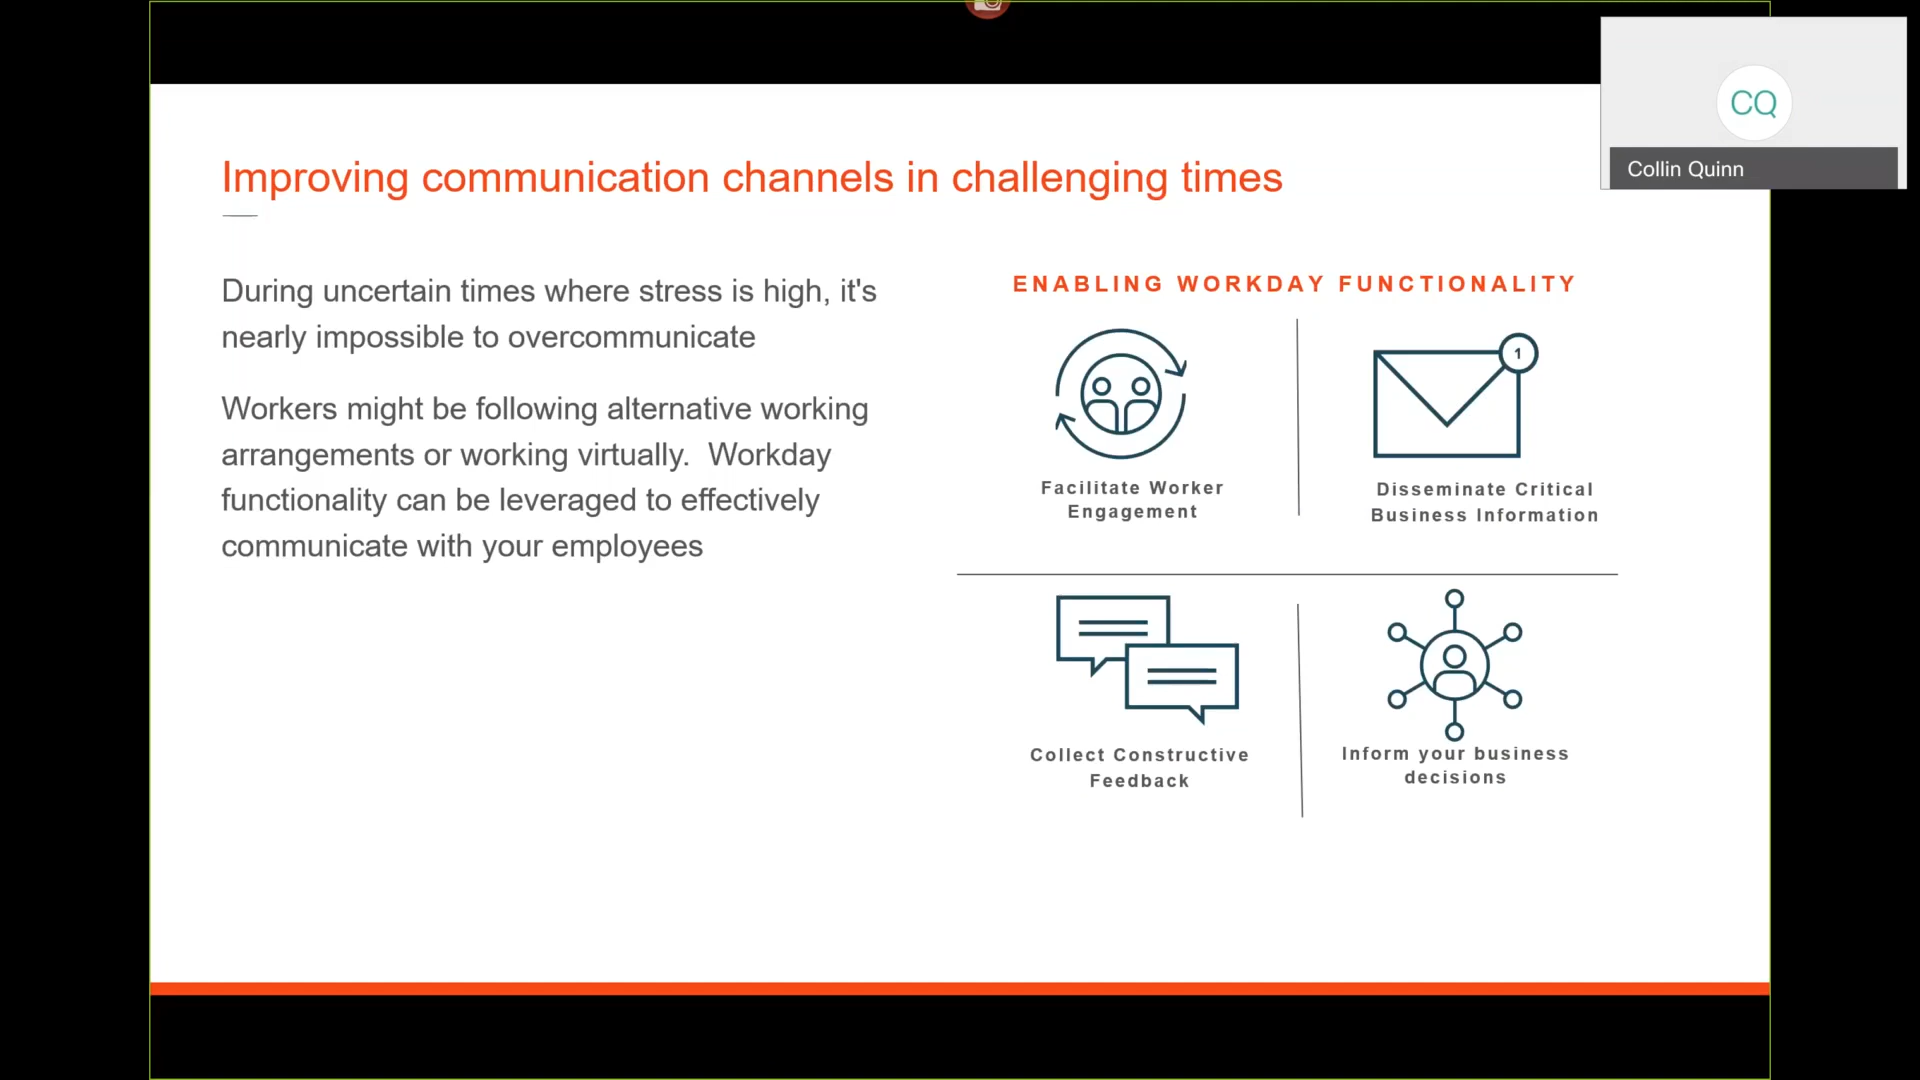 CQ
Collin Quinn
Improving communication channels in challenging times
During uncertain times where stress is high, it's
nearly impossible to overcommunicate
Workers might be following alternative working
arrangements or working virtually.  Workday
functionality can be leveraged to effectively
communicate with your employees
ENABLING WORKDAY FUNCTIONALITY
Facilitate Worker
Engagement
1
Disseminate Critical
Business Information
Collect Constructive
Feedback
Inform your business
decisions